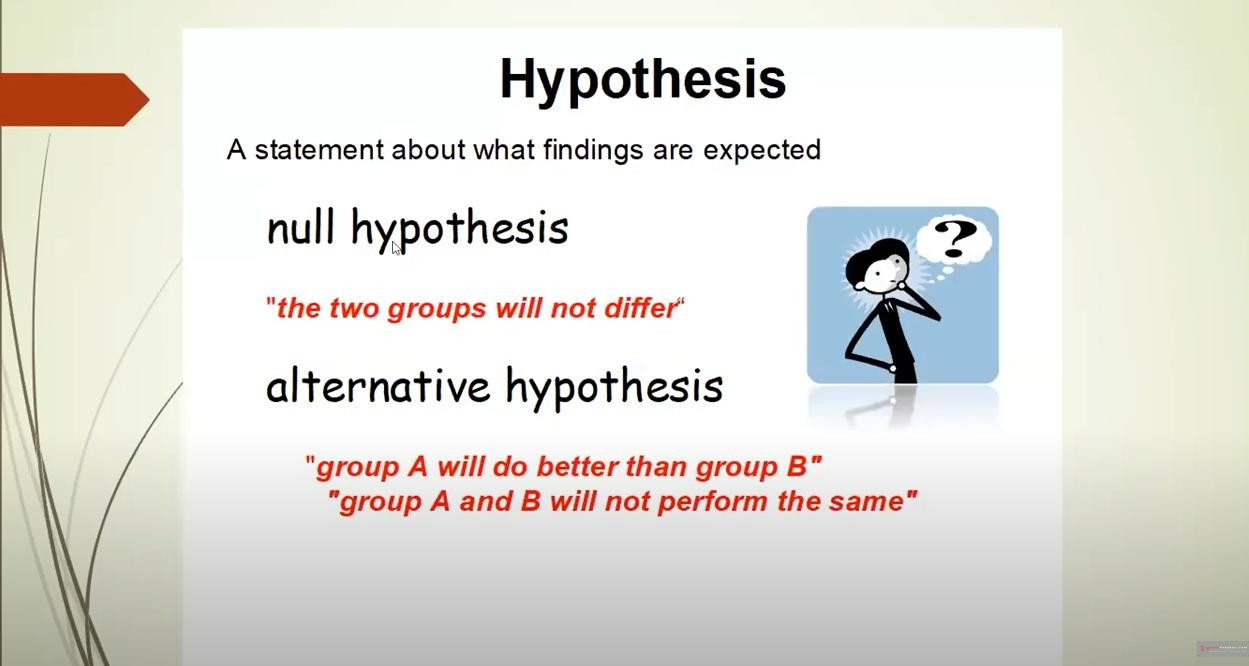 Hypothesis
A statement about what findings are expected
null hypothesis
"the two groups will not differ“
?
alternative hypothesis
"group A will do better than group B"
"group A and B will not perform the same"